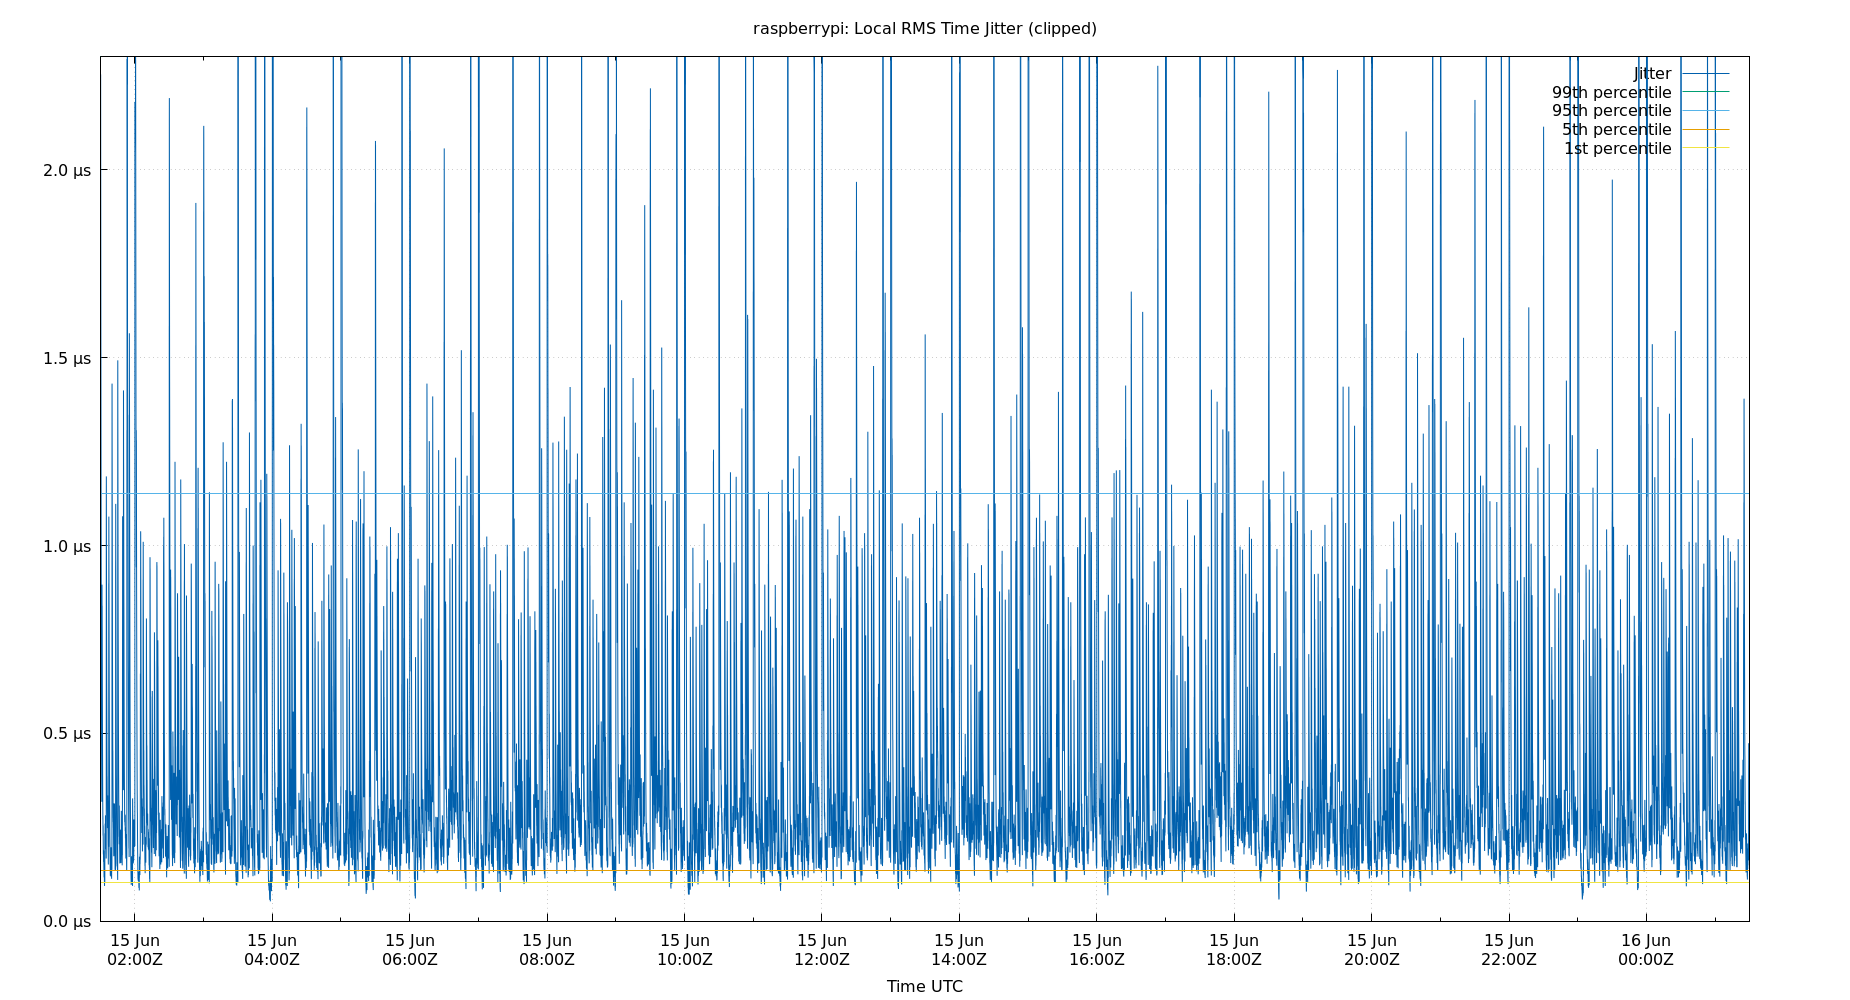 raspberrypi: Local RMS Time Jitter (clipped)
Jitter
99th percentile
95th percentile
5th percentile
1st percentile
2.0 µs
1.5 µs
1.0 µs
0.5 µs
0.0 µs
15 Jun 15 Jun 15 Jun 15 Jun 15 Jun 15 Jun 15 Jun 15 Jun 15 Jun 15 Jun 15 Jun 16 Jun
02:00Z 04:00Z 06:00Z 08:00Z 10:00Z 12:00Z 14:00Z 16:00Z 18:00Z 20:00Z 22:00Z 00:00Z
Time UTC